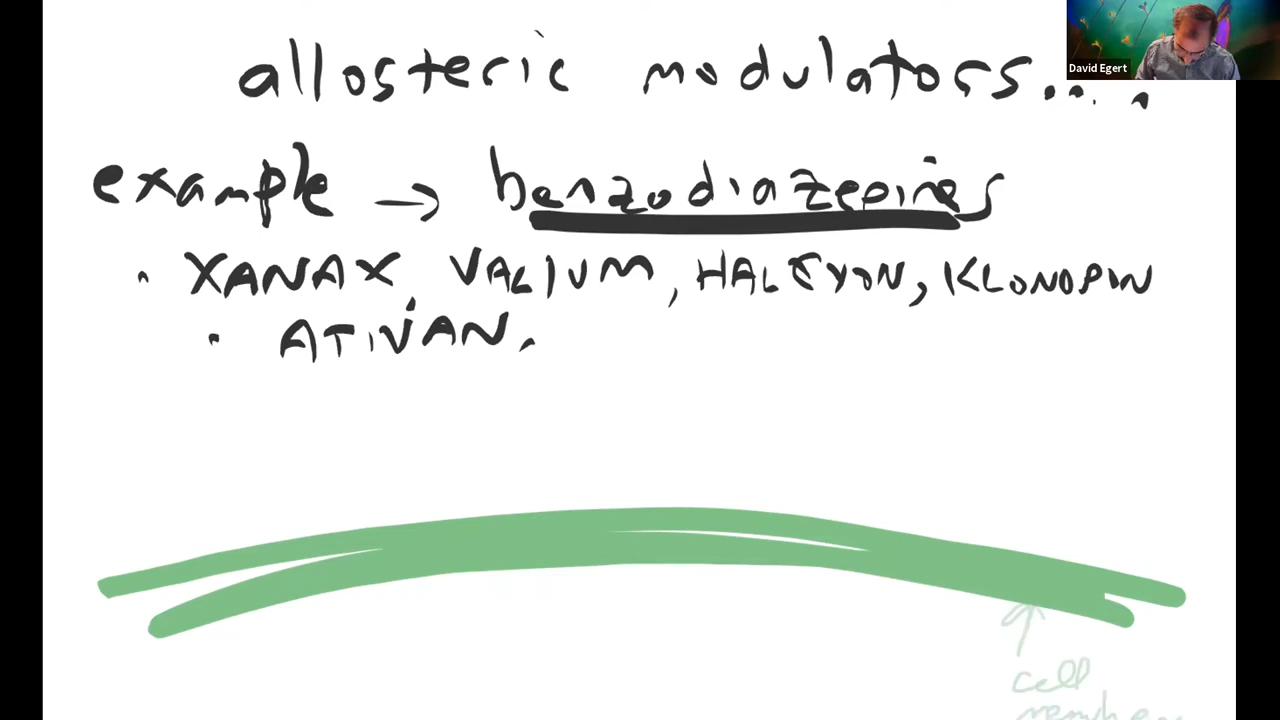 David Egert
allosteric modulators....,
example → benzodiazepines
· XANAX, VALIUM, HALCYON, KLONOPIN
· ATIVAN,
cell